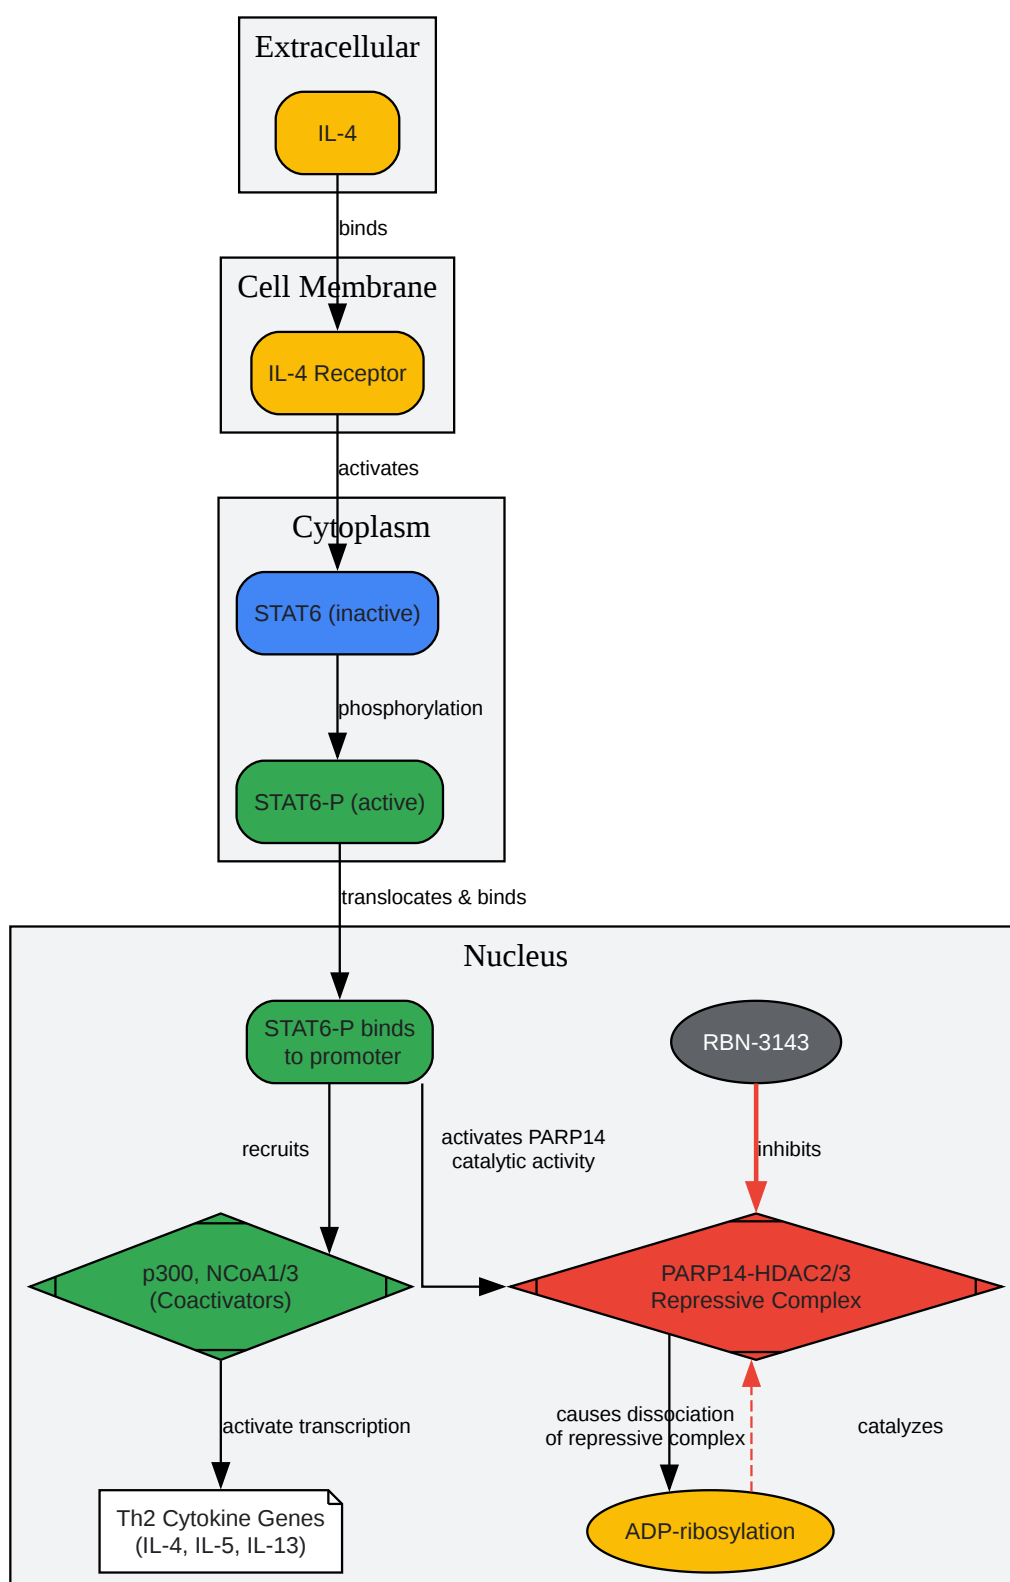 Extracellular
IL-4
binds
Cell Membrane
IL-4 Receptor
activates
Cytoplasm
STAT6 (inactive)
phosphorylation
STAT6-P (active)
translocates & binds
Nucleus
STAT6-P binds
to promoter
RBN-3143
recruits
activates PARP14
catalytic activity
inhibits
p300, NCoA1/3
(Coactivators)
PARP14-HDAC2/3
Repressive Complex
activate transcription
causes dissociation
of repressive complex
catalyzes
Th2 Cytokine Genes
(IL-4, IL-5, IL-13)
ADP-ribosylation